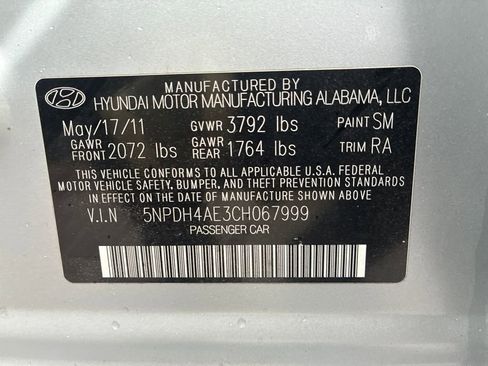 MANUFACTURED BY
HYUNDAI MOTOR MANUFACTURING ALABAMA, LLC
May/17/11 GVWR 3792 lbs PAINT SM
GAWR FRONT 2072 lbs GAWR REAR 1764 lbs TRIM RA
THIS VEHICLE CONFORMS TO ALL APPLICABLE U.S.A. FEDERAL
MOTOR VEHICLE SAFETY, BUMPER, AND THEFT PREVENTION STANDARDS
IN EFFECT ON THE DATE OF MANUFACTURE SHOWN ABOVE
V.I.N 5NPDH4AE3CH067999
PASSENGER CAR